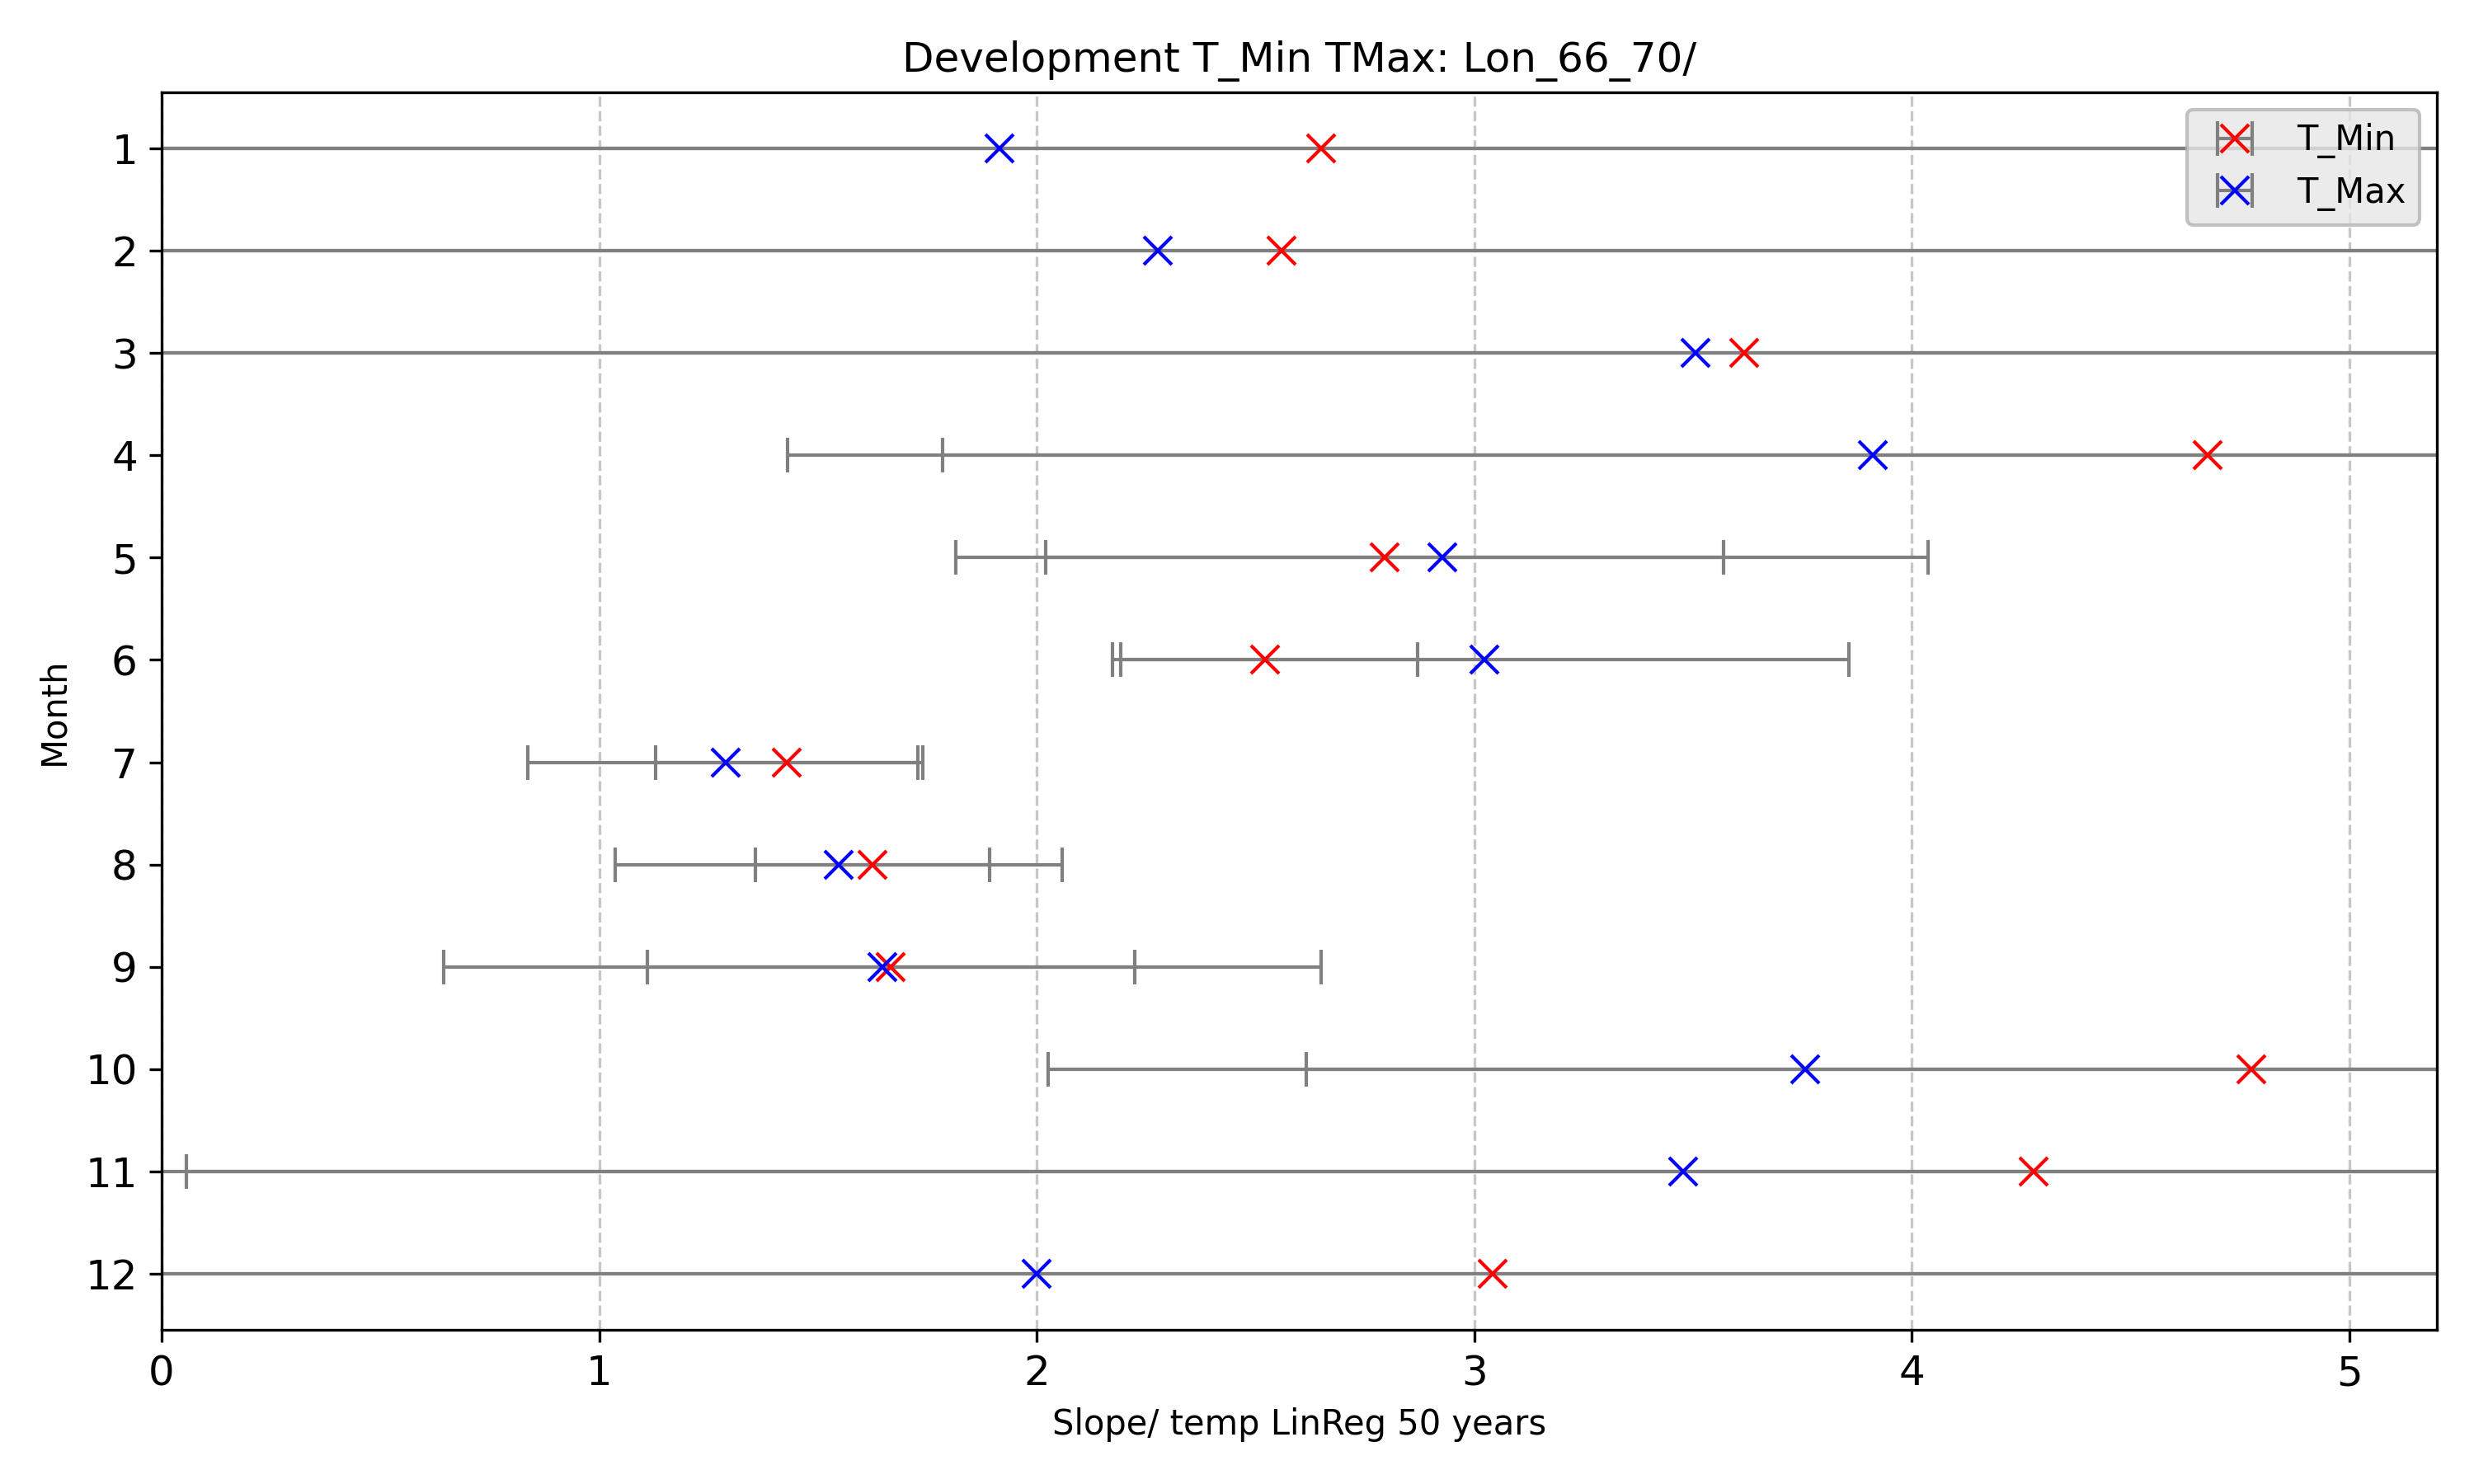 Development T_Min TMax: Lon_66_70/
T_Min
T_Max
Month
1
2
3
4
5
6
7
8
9
10
11
12
0 1 2 3 4 5
Slope/ temp LinReg 50 years